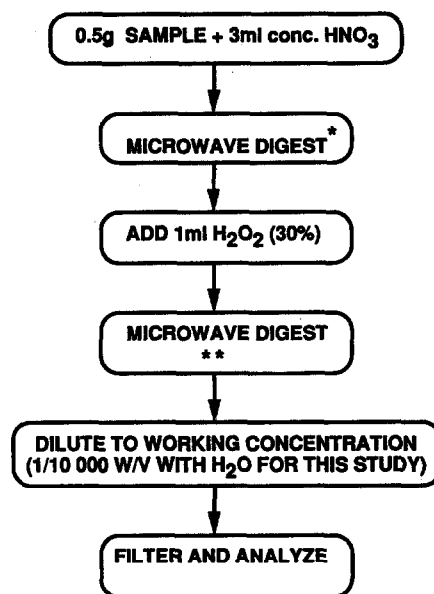 0.5g SAMPLE + 3ml conc. HNO3
MICROWAVE DIGEST*
ADD 1ml H2O2 (30%)
MICROWAVE DIGEST
**
DILUTE TO WORKING CONCENTRATION
(1/10 000 W/V WITH H2O FOR THIS STUDY)
FILTER AND ANALYZE